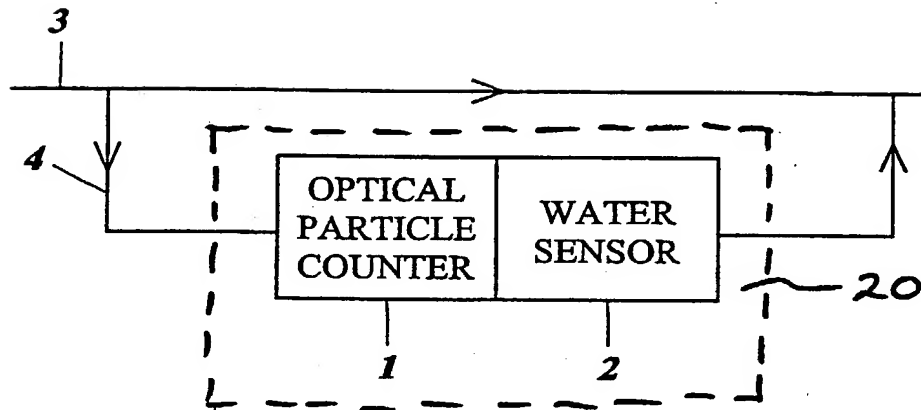 3
4
OPTICAL
PARTICLE
COUNTER
WATER
SENSOR
20
1
2